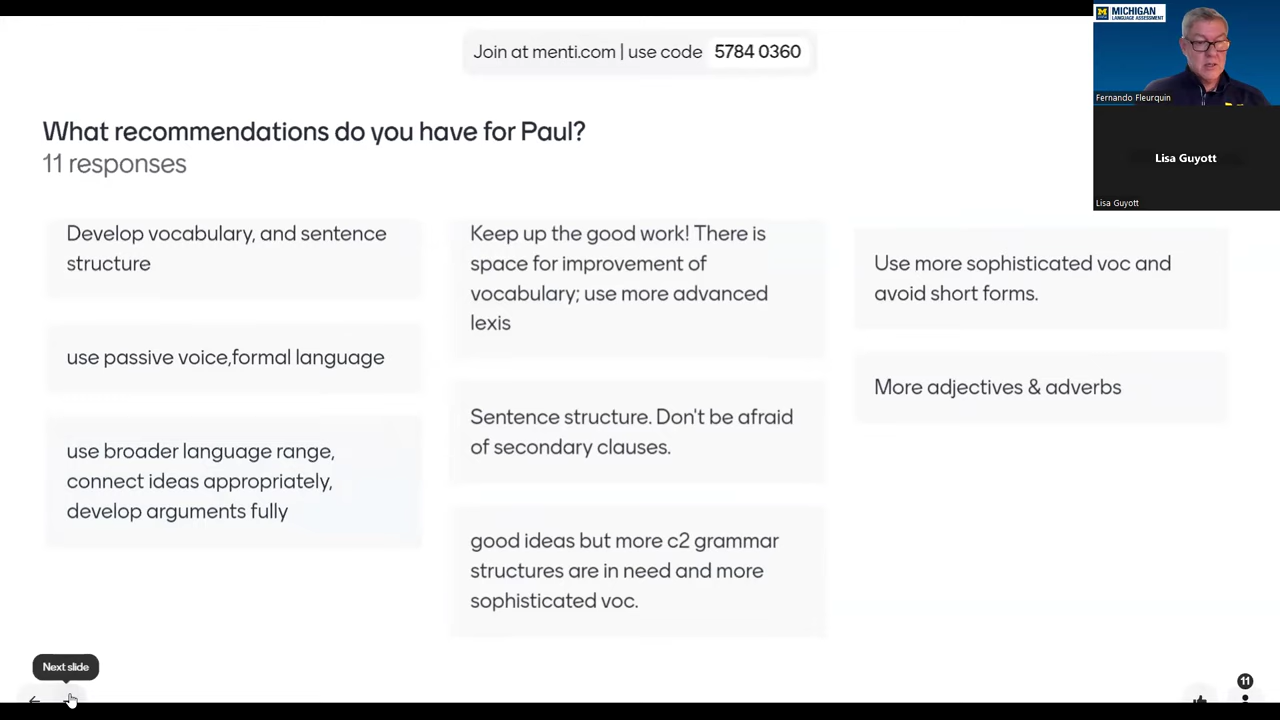 Join at menti.com | use code 5784 0360
MICHIGAN
LANGUAGE ASSESSMENT
Fernando Fleurquin
Lisa Guyott
Lisa Guyott
What recommendations do you have for Paul?
11 responses
Develop vocabulary, and sentence
structure
use passive voice,formal language
use broader language range,
connect ideas appropriately,
develop arguments fully
Keep up the good work! There is
space for improvement of
vocabulary; use more advanced
lexis
Sentence structure. Don't be afraid
of secondary clauses.
good ideas but more c2 grammar
structures are in need and more
sophisticated voc.
Use more sophisticated voc and
avoid short forms.
More adjectives & adverbs
Next slide
11